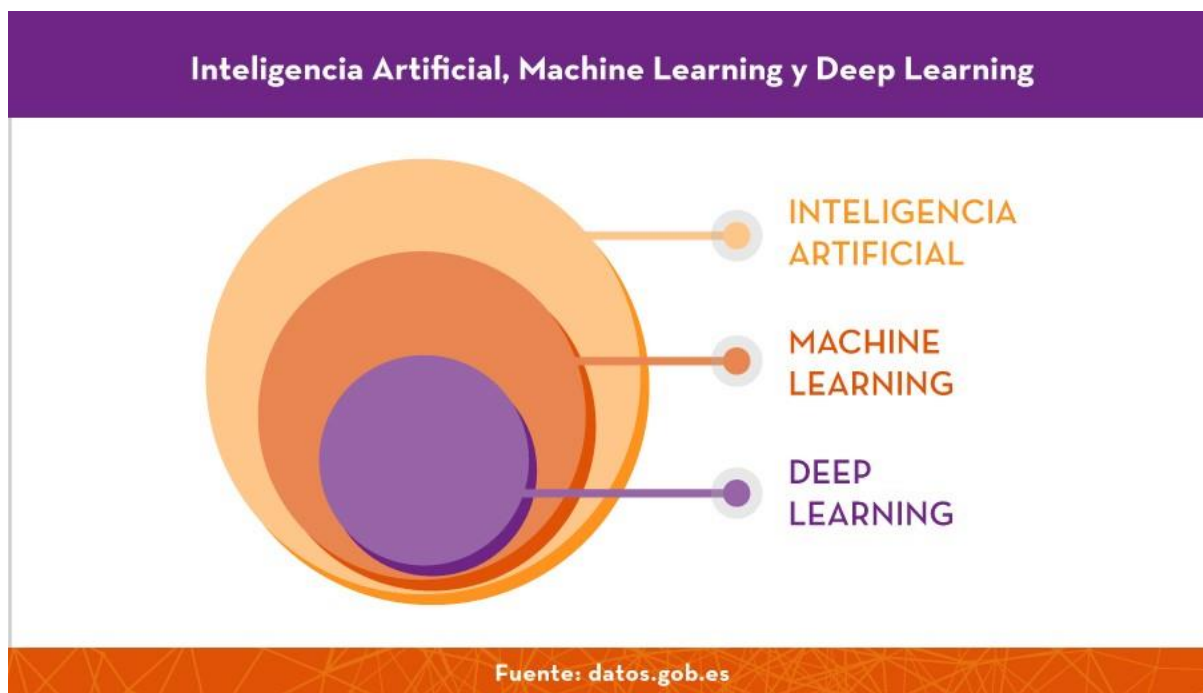 Inteligencia Artificial, Machine Learning y Deep Learning
INTELIGENCIA
ARTIFICIAL
MACHINE
LEARNING
DEEP
LEARNING
Fuente: datos.gob.es